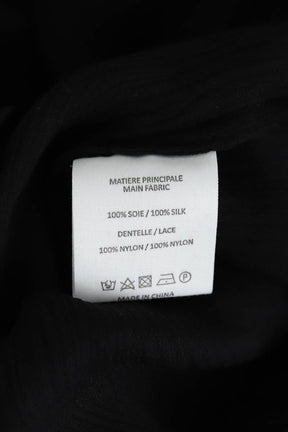 MATIERE PRINCIPALE
MAIN FABRIC
100% SOIE / 100% SILK
DENTELLE / LACE
100% NYLON / 100% NYLON
P
MADE IN CHINA